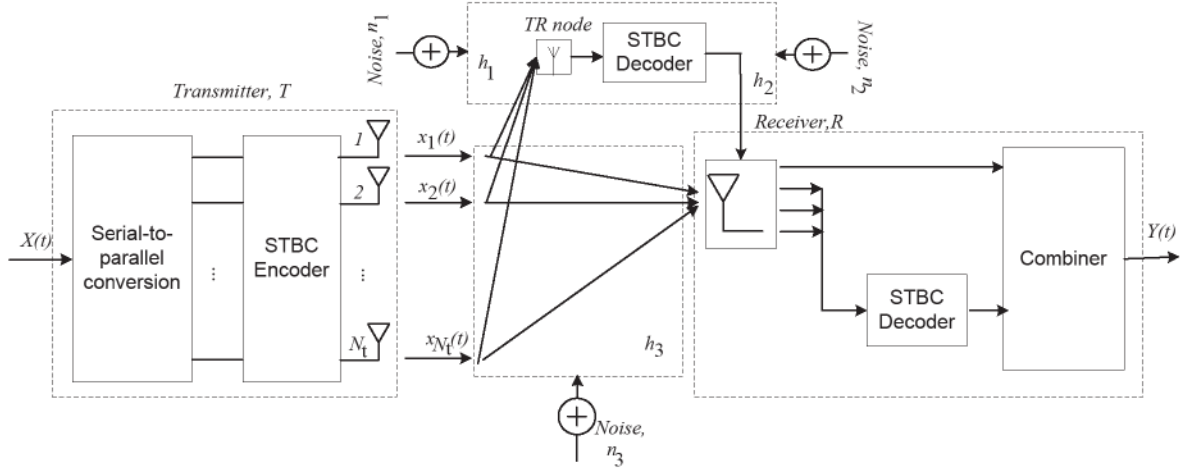 Noise, n1
h1
TR node
STBC
Decoder
h2
Noise, n2
Transmitter, T
Receiver,R
X(t)
Serial-to-
parallel
conversion
...
STBC
Encoder
1
2
...
Nt
x1(t)
x2(t)
xNt(t)
h3
Noise,
n3
STBC
Decoder
Combiner
Y(t)